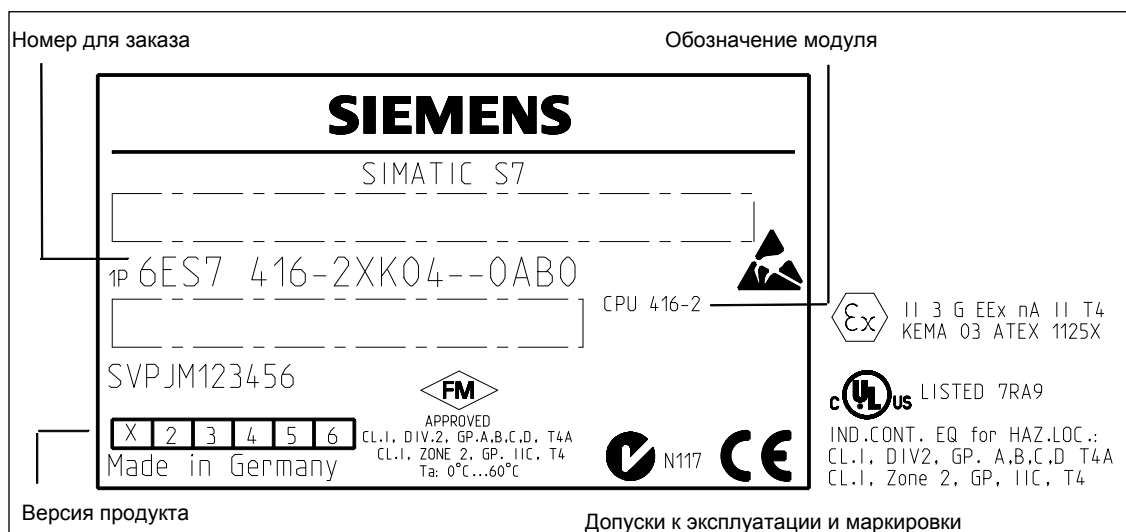 Номер для заказа
Обозначение модуля
SIEMENS
SIMATIC S7
1P 6ES7 416-2XK04--0AB0
CPU 416-2
SVPJM123456
X 2 3 4 5 6
Made in Germany
FM
APPROVED
CL.I, DIV.2, GP.A,B,C,D, T4A
CL.I, ZONE 2, GP. IIC, T4
Ta: 0°C...60°C
N117
CE
Ex
II 3 G EEx nA II T4
KEMA 03 ATEX 1125X
C UL US LISTED 7RA9
IND.CONT. EQ for HAZ.LOC.:
CL.I, DIV2, GP. A,B,C,D T4A
CL.I, Zone 2, GP, IIC, T4
Версия продукта
Допуски к эксплуатации и маркировки